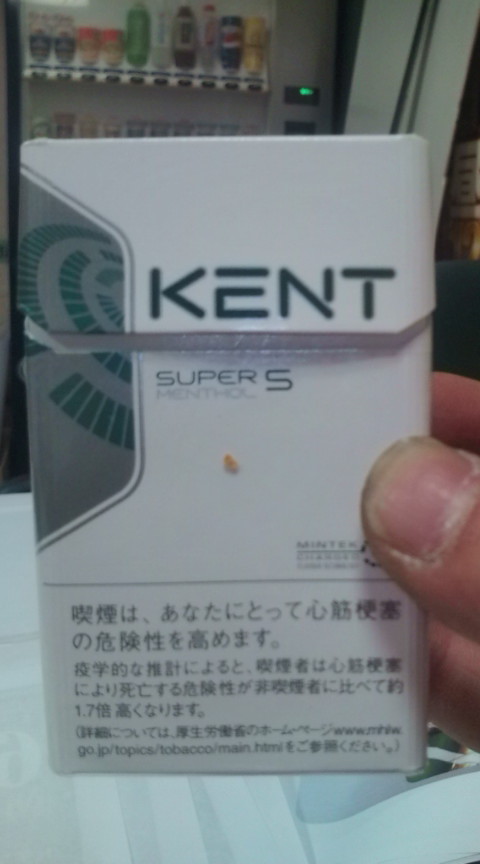 KENT
SUPER S
MENTHOL
MINTEK
CHARCOAL
喫煙は、あなたにとって心筋梗塞
の危険性を高めます。
疫学的な推計によると、喫煙者は心筋梗塞
により死亡する危険性が非喫煙者に比べて約
1.7倍高くなります。
(詳細については、厚生労働省のホーム・ページwww.mhlw.
go.jp/topics/tobacco/main.htmlをご参照ください。)